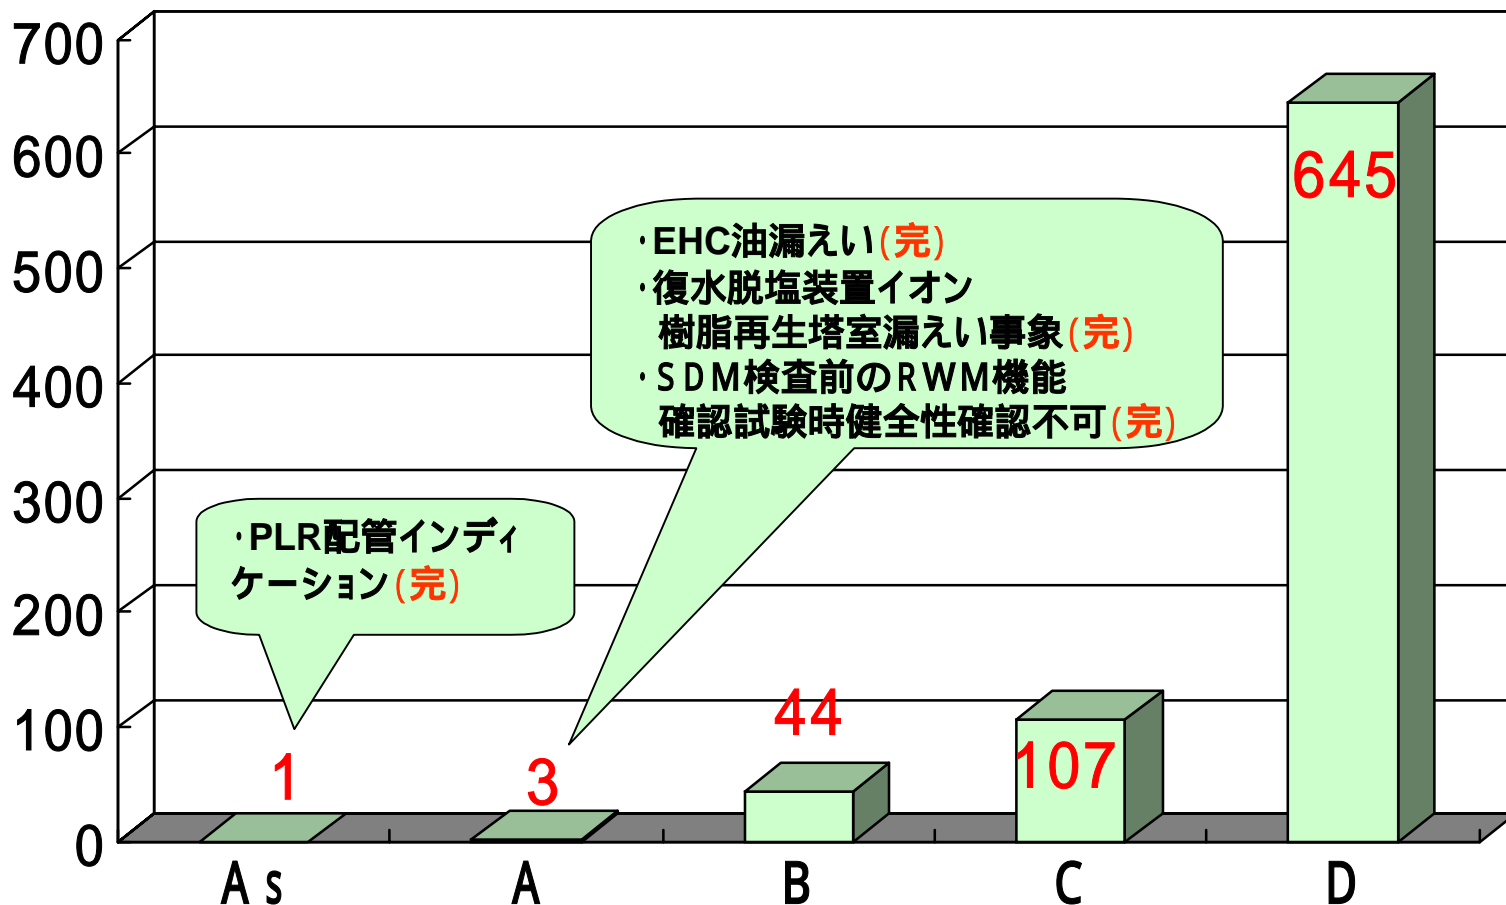 700
600
500
400
300
200
100
0
・EHC油漏えい(完)
・復水脱塩装置イオン
樹脂再生塔室漏えい事象(完)
・SDM検査前のRWM機能
確認試験時健全性確認不可(完)
・PLR配管インディ
ケーション(完)
1
3
44
107
645
As
A
B
C
D